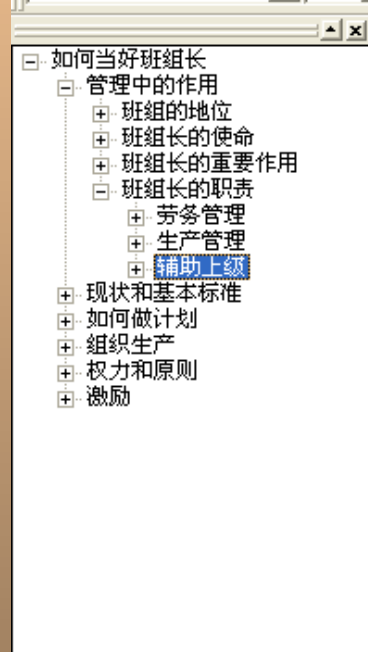 如何当好班组长
管理中的作用
班组的地位
班组长的使命
班组长的重要作用
班组长的职责
劳务管理
生产管理
辅助上级
现状和基本标准
如何做计划
组织生产
权力和原则
激励